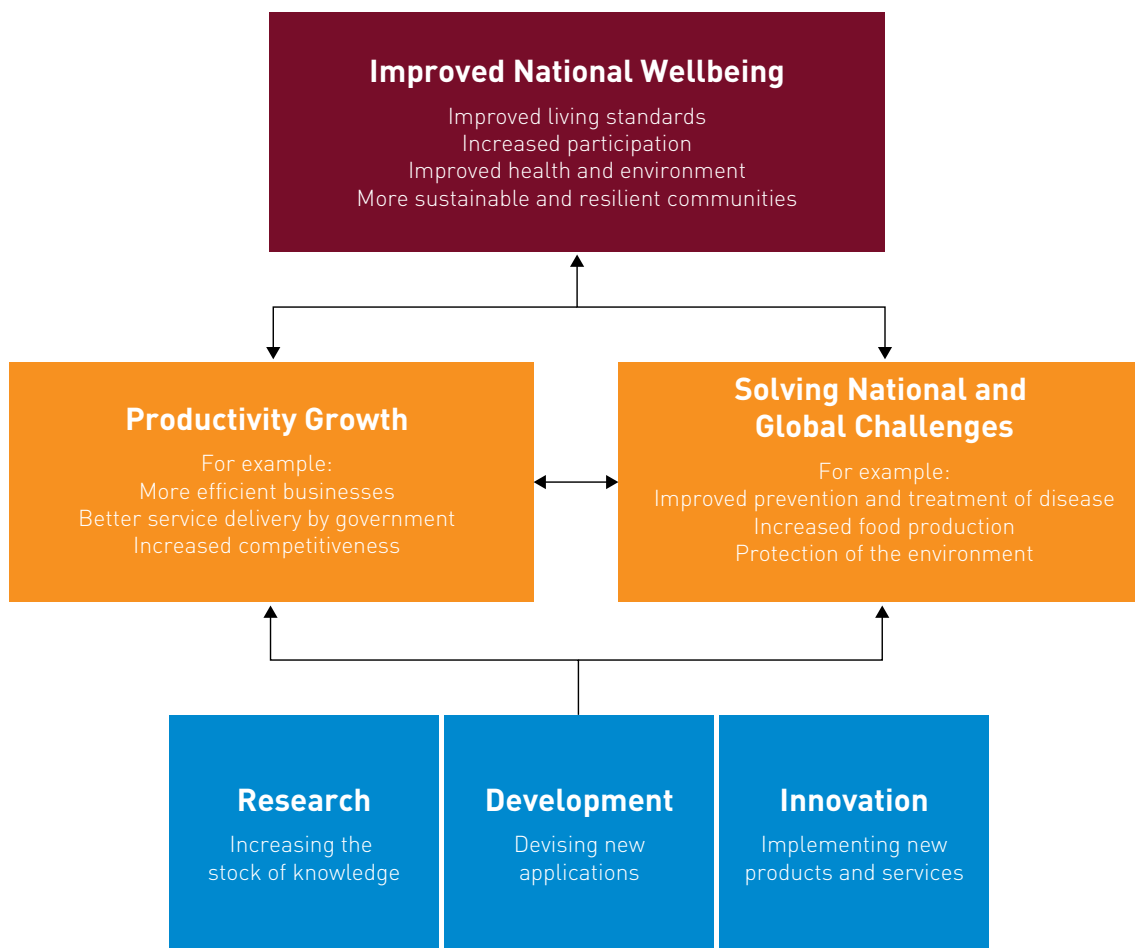 Improved National Wellbeing
Improved living standards
Increased participation
Improved health and environment
More sustainable and resilient communities
Productivity Growth
For example:
More efficient businesses
Better service delivery by government
Increased competitiveness
Solving National and
Global Challenges
For example:
Improved prevention and treatment of disease
Increased food production
Protection of the environment
Research
Increasing the
stock of knowledge
Development
Devising new
applications
Innovation
Implementing new
products and services